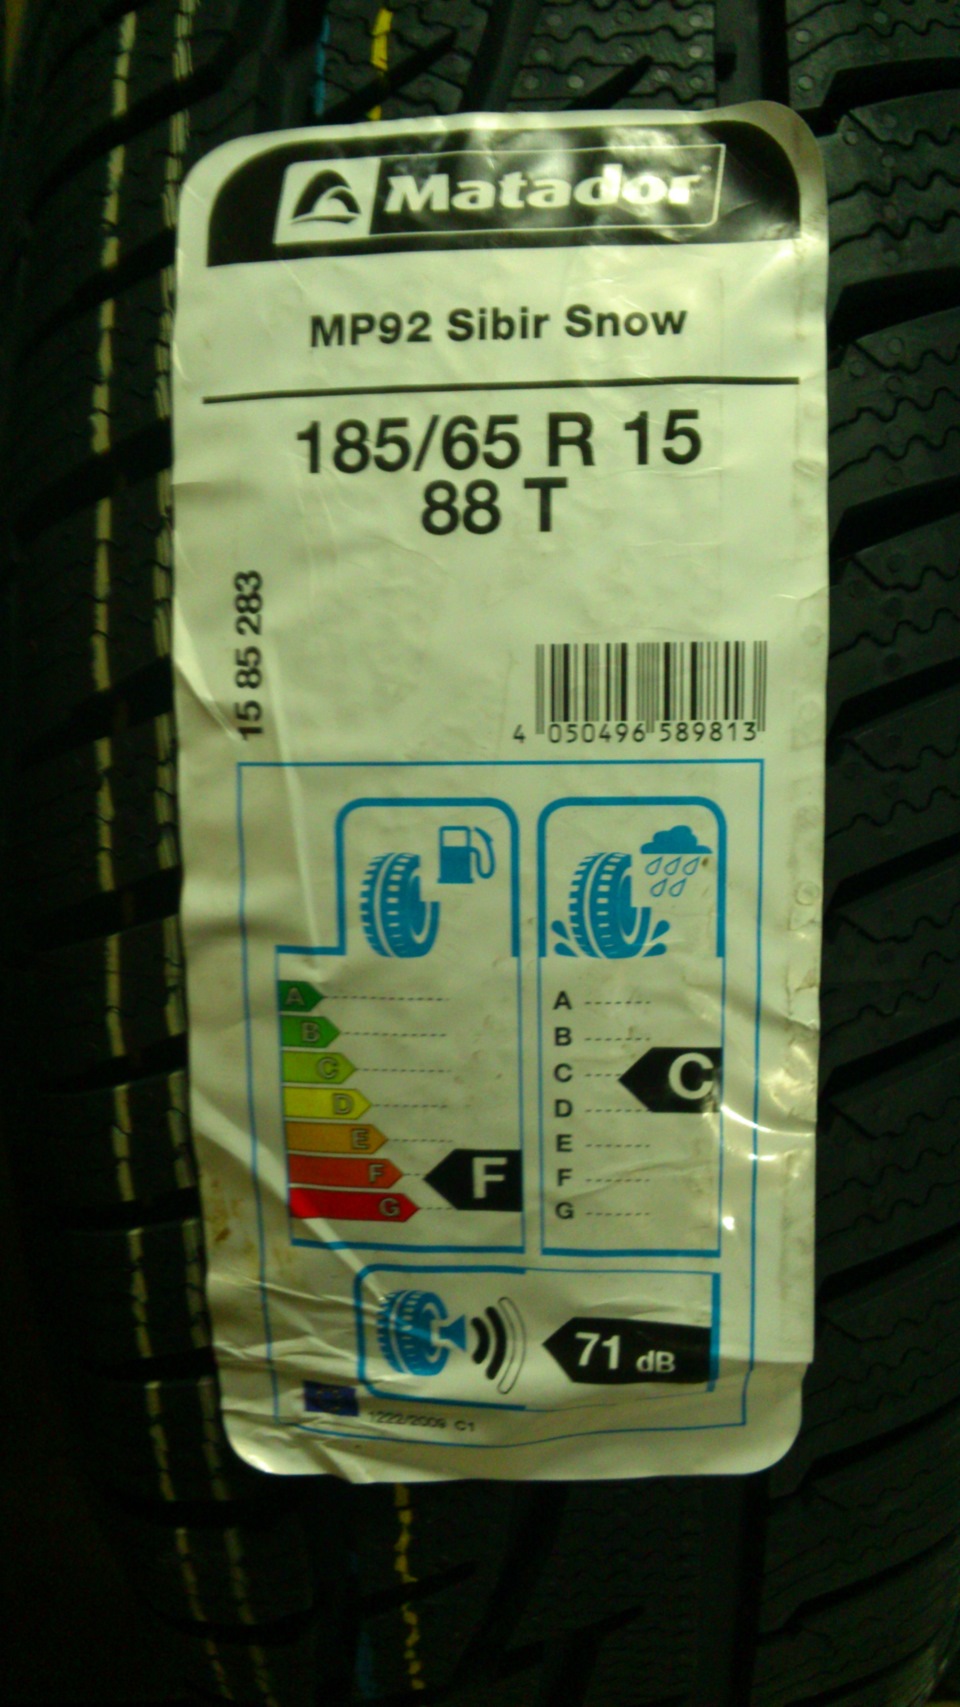 Matador
MP92 Sibir Snow
185/65 R 15
88 T
15 85 283
4 050496 589813
A
B
C
D
E
F
G
F
A
B
C
D
E
F
G
C
71 dB
1222/2009 C1